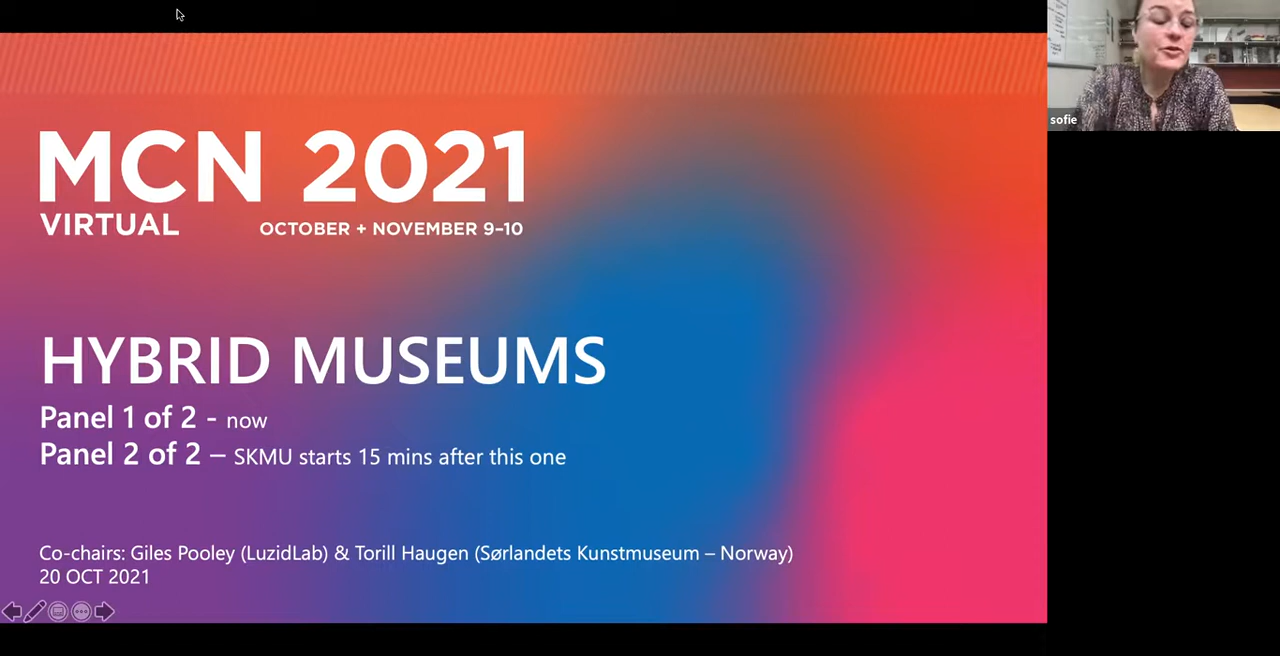 MCN 2021
VIRTUAL OCTOBER + NOVEMBER 9–10
HYBRID MUSEUMS
Panel 1 of 2 - now
Panel 2 of 2 – SKMU starts 15 mins after this one
Co-chairs: Giles Pooley (LuzidLab) & Torill Haugen (Sørlandets Kunstmuseum – Norway)
20 OCT 2021
sofie